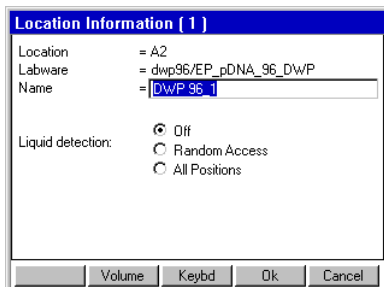 Location Information ( 1 )
Location = A2
Labware = dwp96/EP_pDNA_96_DWP
Name = DWP 96_1
Off
Liquid detection: Random Access
All Positions
Volume Keybd Ok Cancel